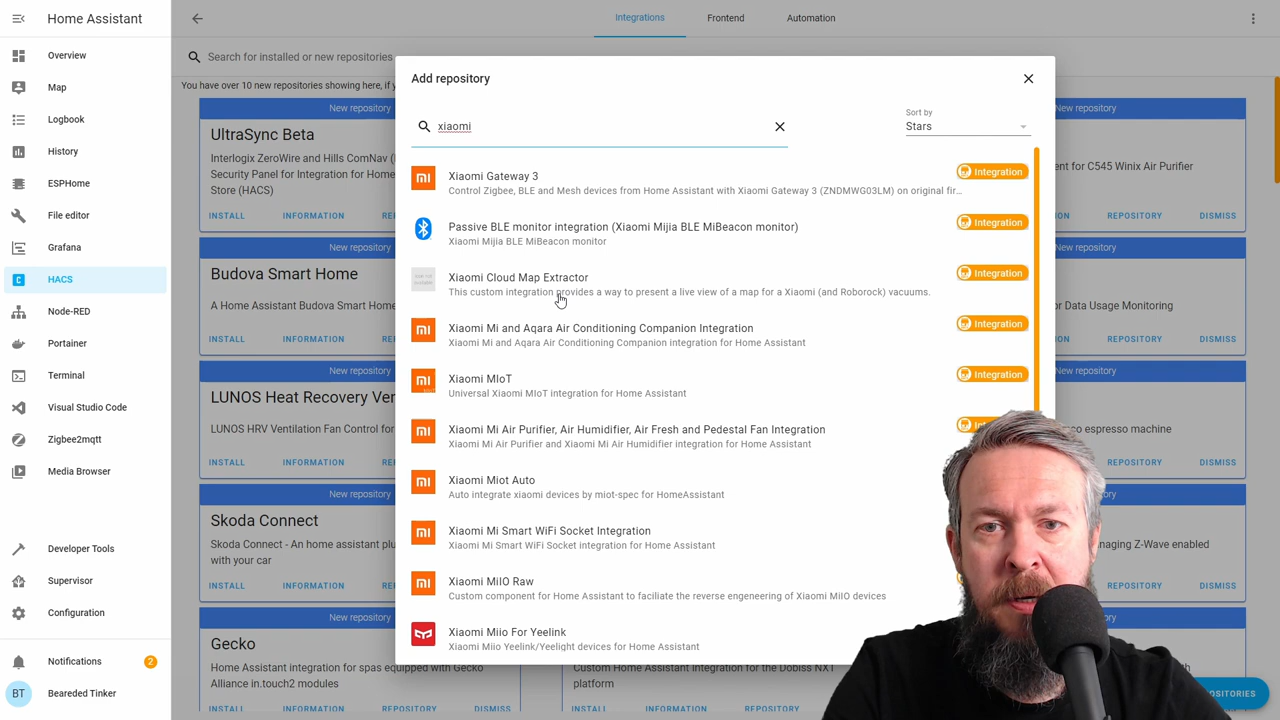 Home Assistant
Overview
Map
Logbook
History
ESPHome
File editor
Grafana
HACS
Node-RED
Portainer
Terminal
Visual Studio Code
Zigbee2mqtt
Media Browser
Developer Tools
Supervisor
Configuration
Notifications
2
BT
Beareded Tinker
Integrations
Frontend
Automation
Search for installed or new repositories
You have over 10 new repositories showing here, if y
New repository
UltraSync Beta
Interlogix ZeroWire and Hills ComNav (
Security Panel for Integration for Home
Store (HACS)
INSTALL
INFORMATION
New repository
Budova Smart Home
A Home Assistant Budova Smart Home
INSTALL
INFORMATION
New repository
LUNOS Heat Recovery Ver
LUNOS HRV Ventilation Fan Control for
INSTALL
INFORMATION
New repository
Skoda Connect
Skoda Connect - An home assistant plu
with your car
INSTALL
INFORMATION
New repository
Gecko
Home Assistant integration for spas equipped with Gecko
Alliance in.touch2 modules
INSTALL
INFORMATION
REPOSITORY
DISMISS
Add repository
xiaomi
Sort by
Stars
Xiaomi Gateway 3
Control Zigbee, BLE and Mesh devices from Home Assistant with Xiaomi Gateway 3 (ZNDMWG03LM) on original fir…
Integration
Passive BLE monitor integration (Xiaomi Mijia BLE MiBeacon monitor)
Xiaomi Mijia BLE MiBeacon monitor
Integration
Xiaomi Cloud Map Extractor
This custom integration provides a way to present a live view of a map for a Xiaomi (and Roborock) vacuums.
Integration
Xiaomi Mi and Aqara Air Conditioning Companion Integration
Xiaomi Mi and Aqara Air Conditioning Companion integration for Home Assistant
Integration
Xiaomi MIoT
Universal Xiaomi MIoT integration for Home Assistant
Integration
Xiaomi Mi Air Purifier, Air Humidifier, Air Fresh and Pedestal Fan Integration
Xiaomi Mi Air Purifier and Xiaomi Mi Air Humidifier integration for Home Assistant
Xiaomi Miot Auto
Auto integrate xiaomi devices by miot-spec for HomeAssistant
Xiaomi Mi Smart WiFi Socket Integration
Xiaomi Mi Smart WiFi Socket integration for Home Assistant
Xiaomi MiIO Raw
Custom component for Home Assistant to faciliate the reverse engeneering of Xiaomi MiIO devices
Xiaomi Miio For Yeelink
Xiaomi Miio Yeelink/Yeelight devices for Home Assistant
New repository
ent for C545 Winix Air Purifier
REPOSITORY
DISMISS
New repository
or Data Usage Monitoring
REPOSITORY
DISMISS
New repository
co espresso machine
REPOSITORY
DISMISS
New repository
naging Z-Wave enabled
REPOSITORY
DISMISS
New repository
Custom Home Assistant Integration for the Dobiss NXT
platform
INSTALL
INFORMATION
REPOSITORY
OSITORIES